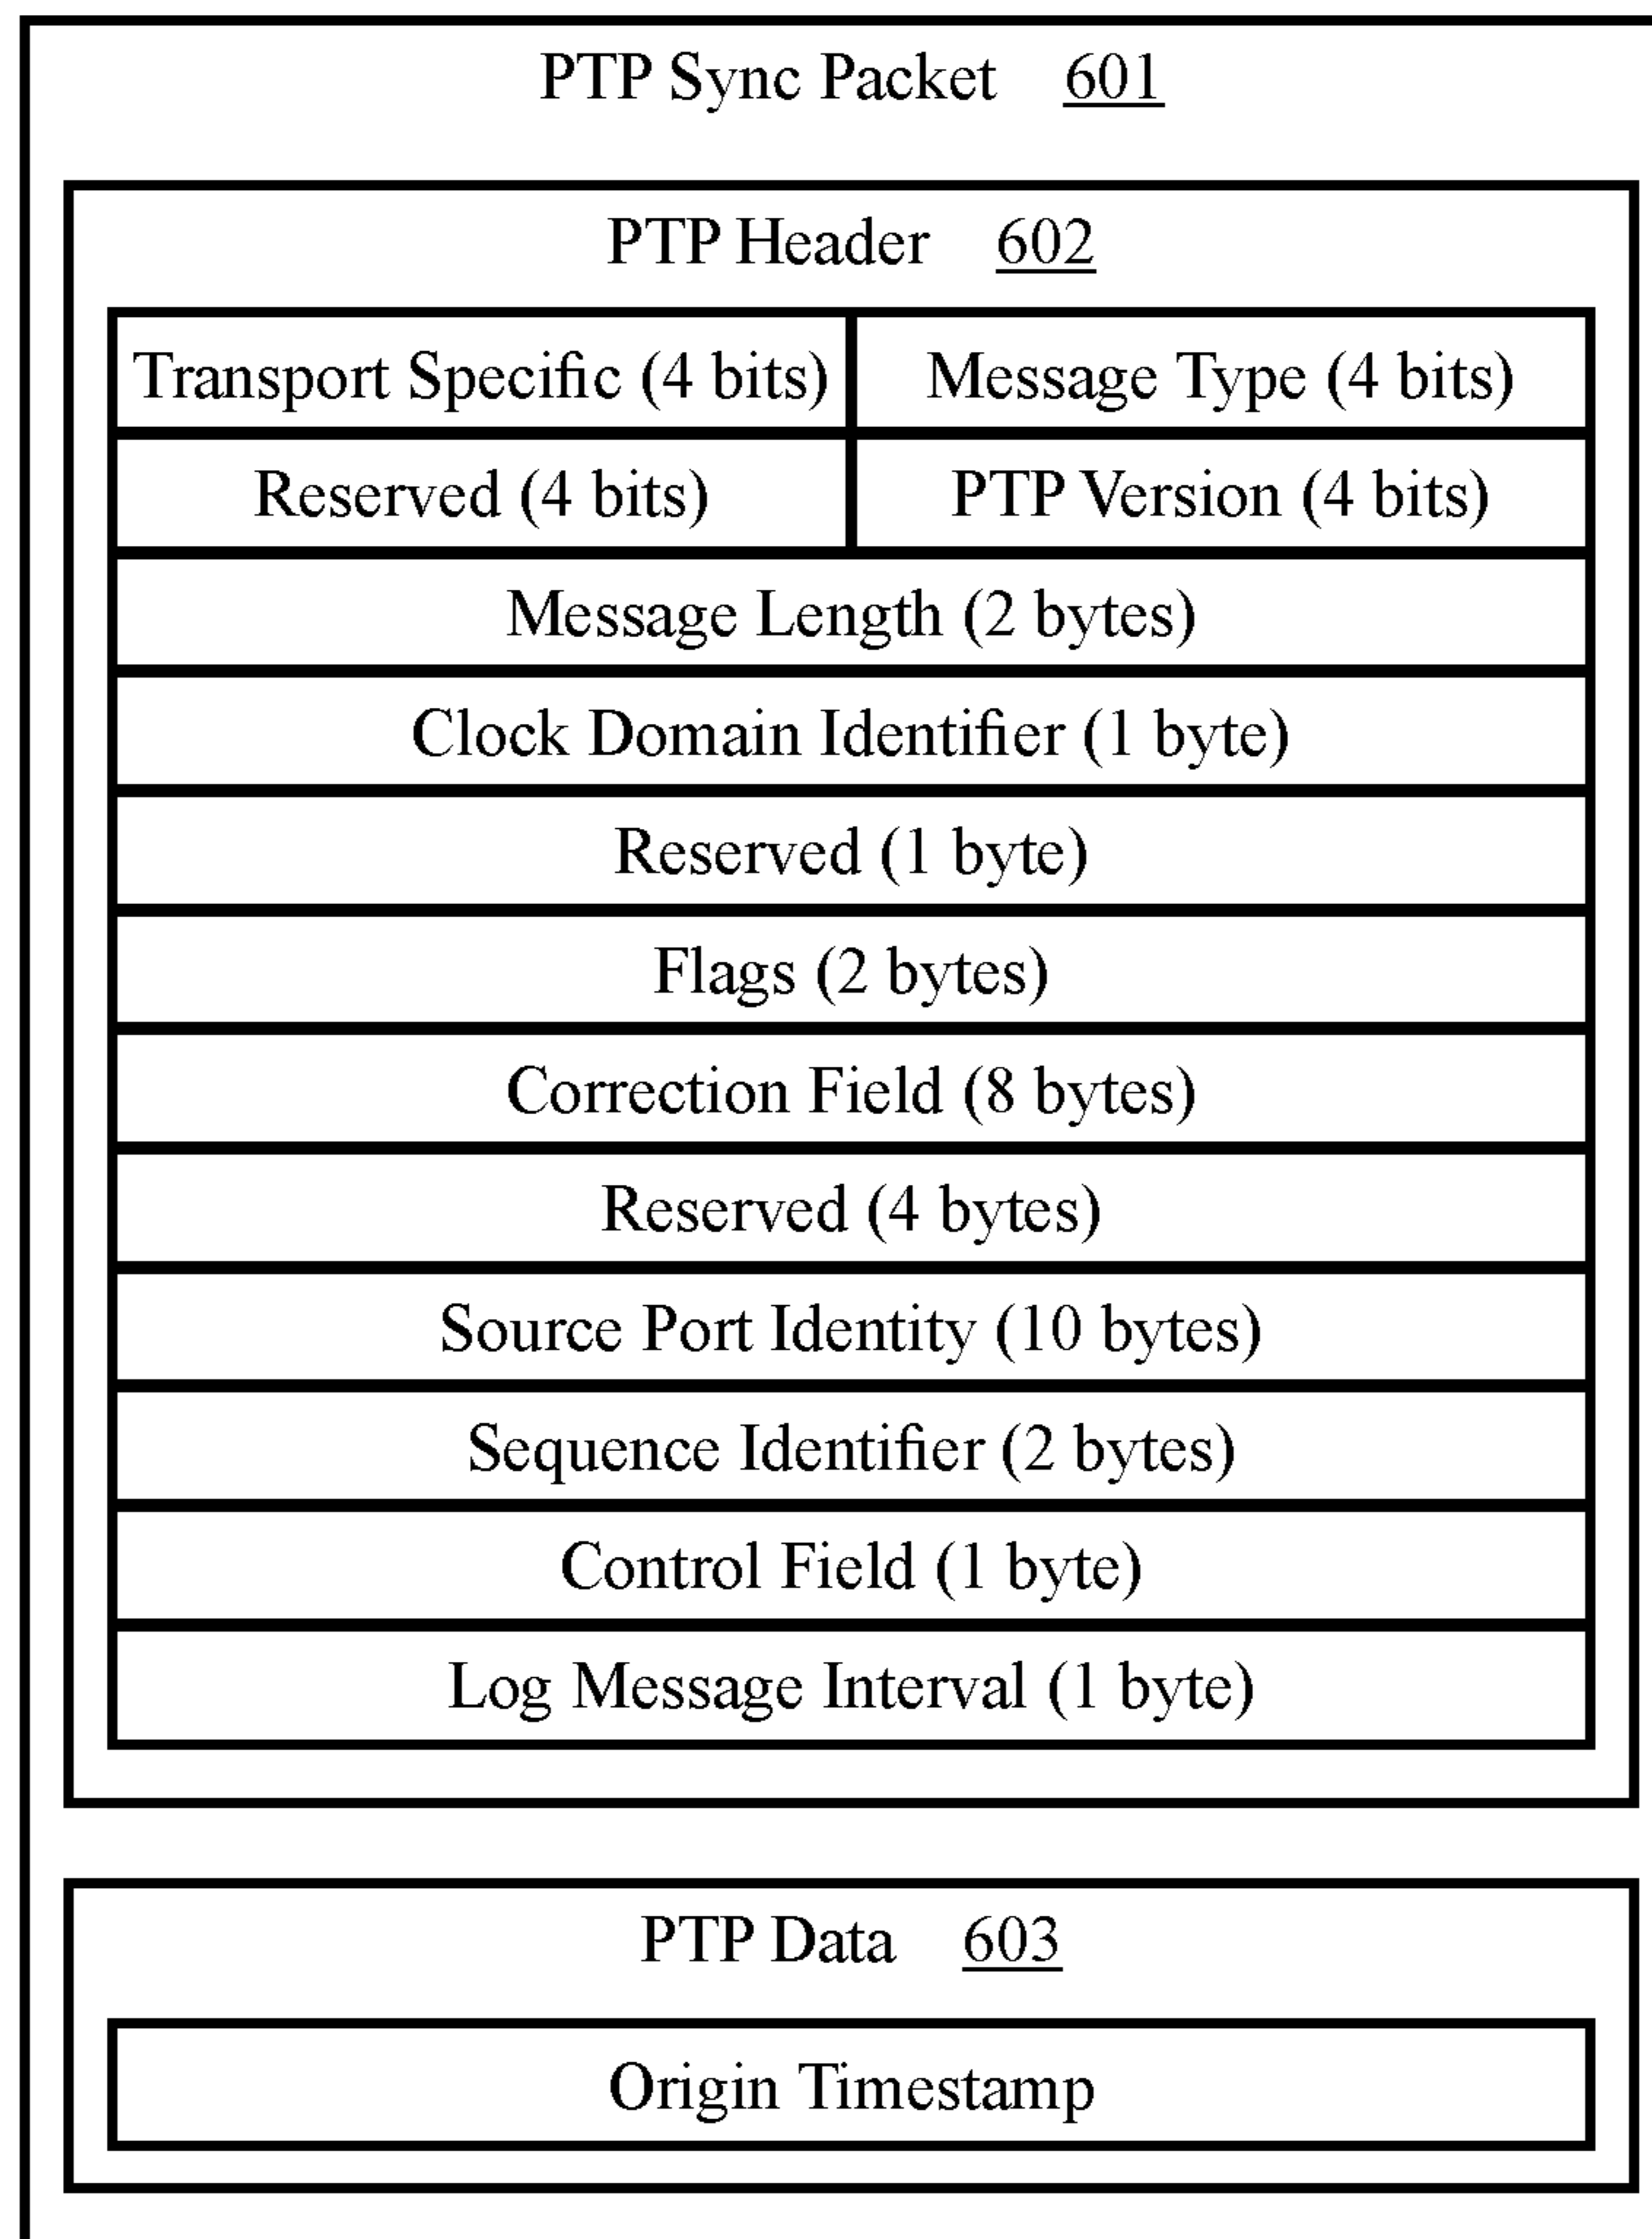 PTP Sync Packet 601
PTP Header 602
Transport Specific (4 bits) Message Type (4 bits)
Reserved (4 bits) PTP Version (4 bits)
Message Length (2 bytes)
Clock Domain Identifier (1 byte)
Reserved (1 byte)
Flags (2 bytes)
Correction Field (8 bytes)
Reserved (4 bytes)
Source Port Identity (10 bytes)
Sequence Identifier (2 bytes)
Control Field (1 byte)
Log Message Interval (1 byte)
PTP Data 603
Origin Timestamp